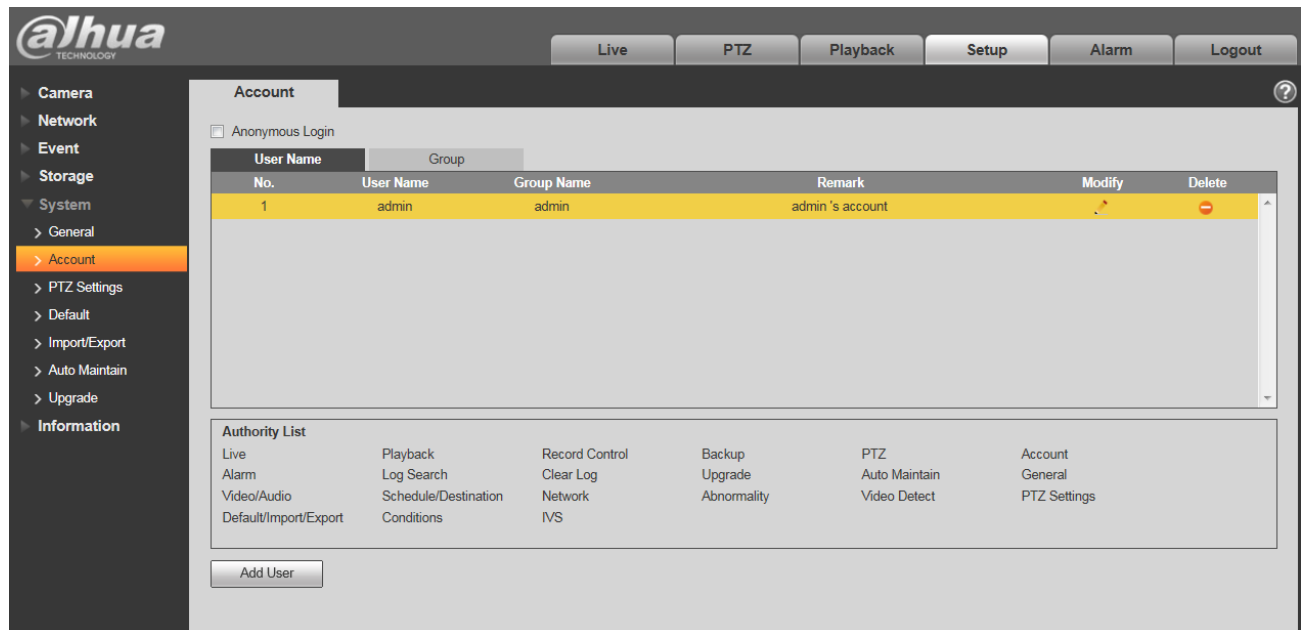 alhua
TECHNOLOGY
Live PTZ Playback Setup Alarm Logout
Camera
Network
Event
Storage
System
General
Account
PTZ Settings
Default
Import/Export
Auto Maintain
Upgrade
Information
Account ?
Anonymous Login
User Name Group
No. User Name Group Name Remark Modify Delete
1 admin admin admin 's account
Authority List
Live Playback Record Control Backup PTZ Account
Alarm Log Search Clear Log Upgrade Auto Maintain General
Video/Audio Schedule/Destination Network Abnormality Video Detect PTZ Settings
Default/Import/Export Conditions IVS
Add User